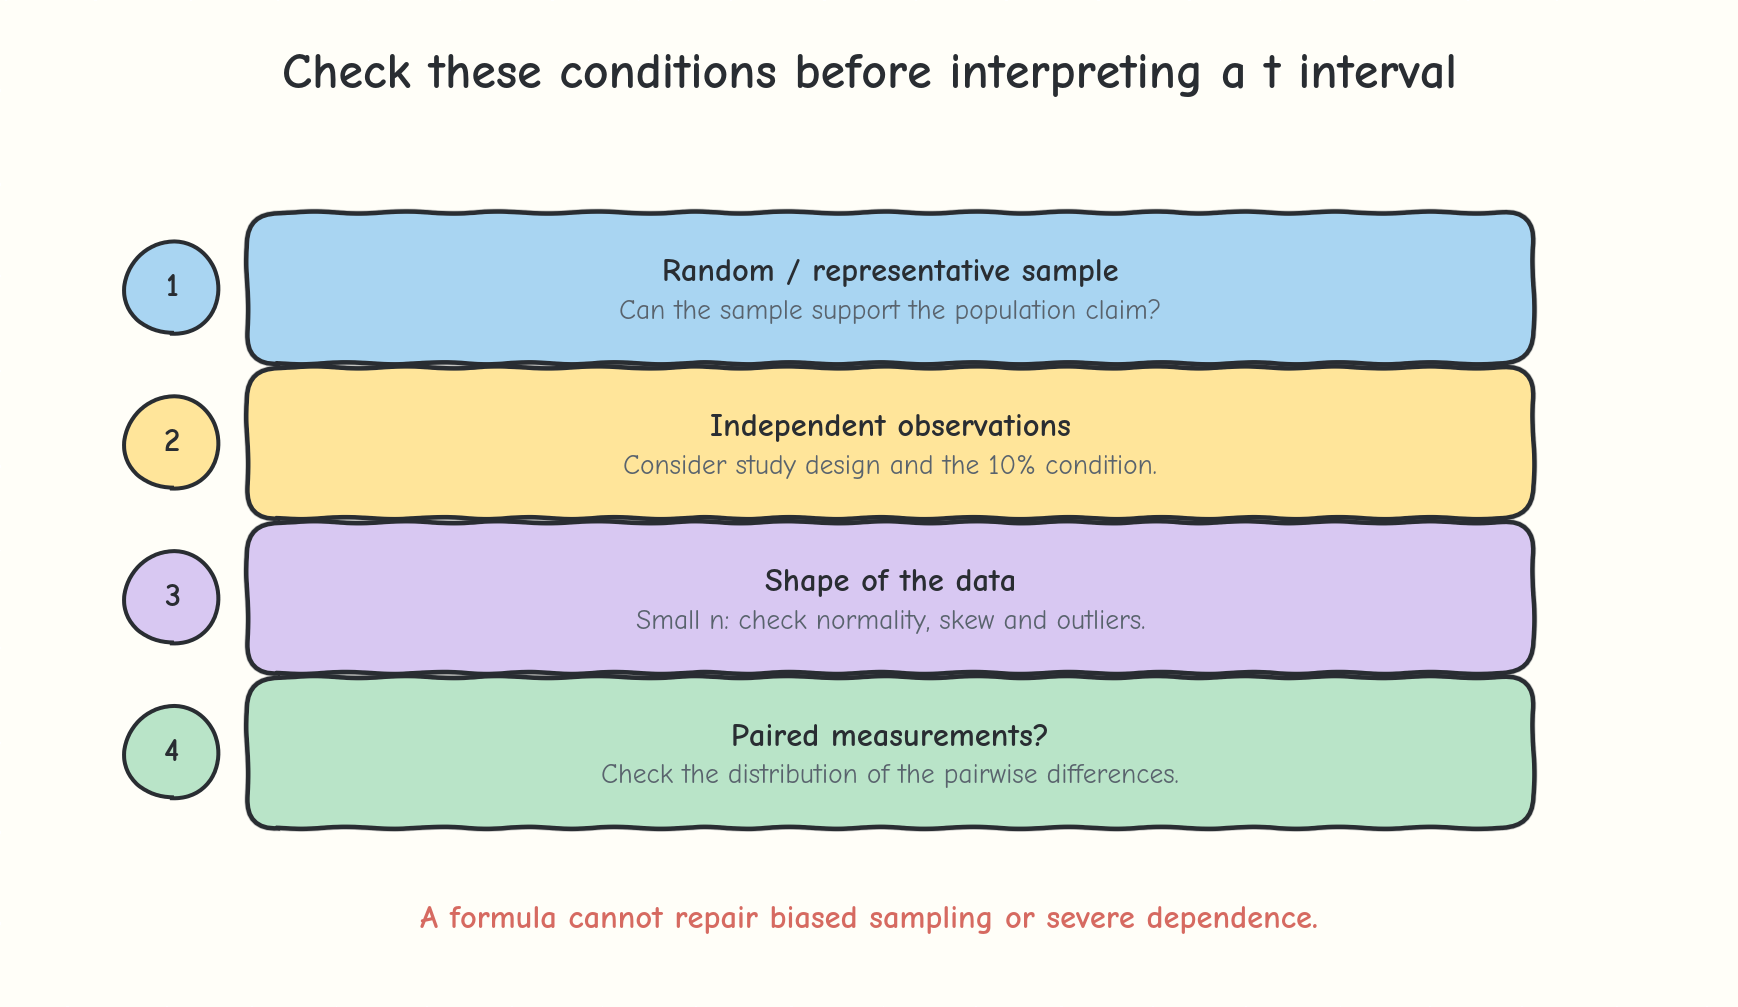 Check these conditions before interpreting a t interval
1
Random / representative sample
Can the sample support the population claim?
2
Independent observations
Consider study design and the 10% condition.
3
Shape of the data
Small n: check normality, skew and outliers.
4
Paired measurements?
Check the distribution of the pairwise differences.
A formula cannot repair biased sampling or severe dependence.